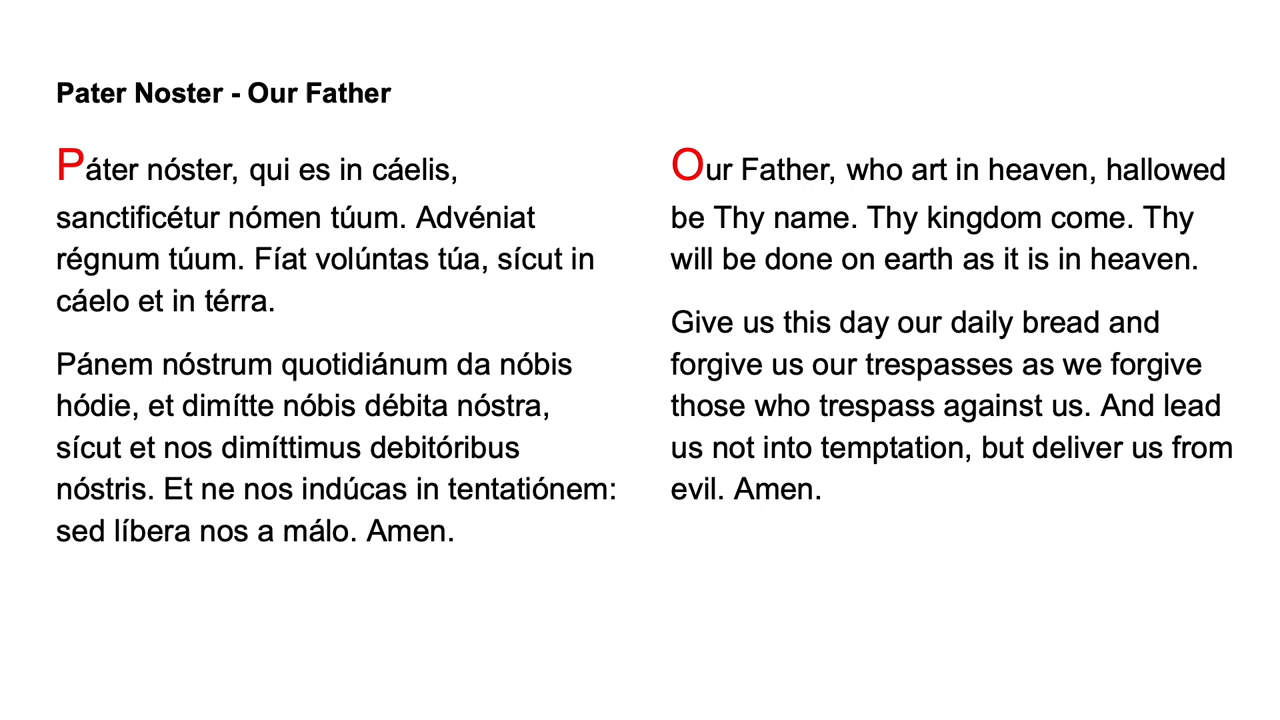 Pater Noster - Our Father
Páter nóster, qui es in cáelis,
sanctificétur nómen túum. Advéniat
régnum túum. Fíat volúntas túa, sícut in
cáelo et in térra.
Pánem nóstrum quotidiánum da nóbis
hódie, et dimítte nóbis débita nóstra,
sícut et nos dimíttimus debitóribus
nóstris. Et ne nos indúcas in tentatiónem:
sed líbera nos a málo. Amen.
Our Father, who art in heaven, hallowed
be Thy name. Thy kingdom come. Thy
will be done on earth as it is in heaven.
Give us this day our daily bread and
forgive us our trespasses as we forgive
those who trespass against us. And lead
us not into temptation, but deliver us from
evil. Amen.